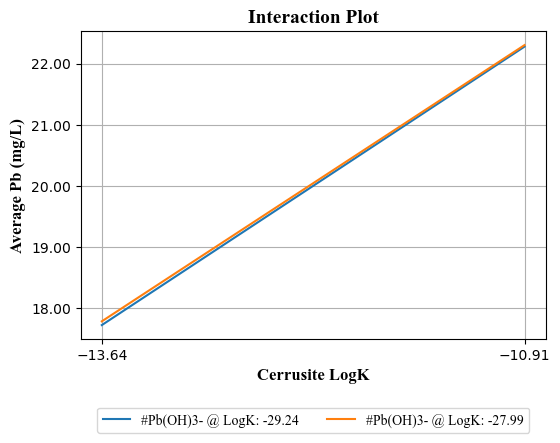 Interaction Plot
22.00
21.00
20.00
19.00
18.00
Average Pb (mg/L)
−13.64
−10.91
Cerrusite LogK
#Pb(OH)3- @ LogK: -29.24
#Pb(OH)3- @ LogK: -27.99